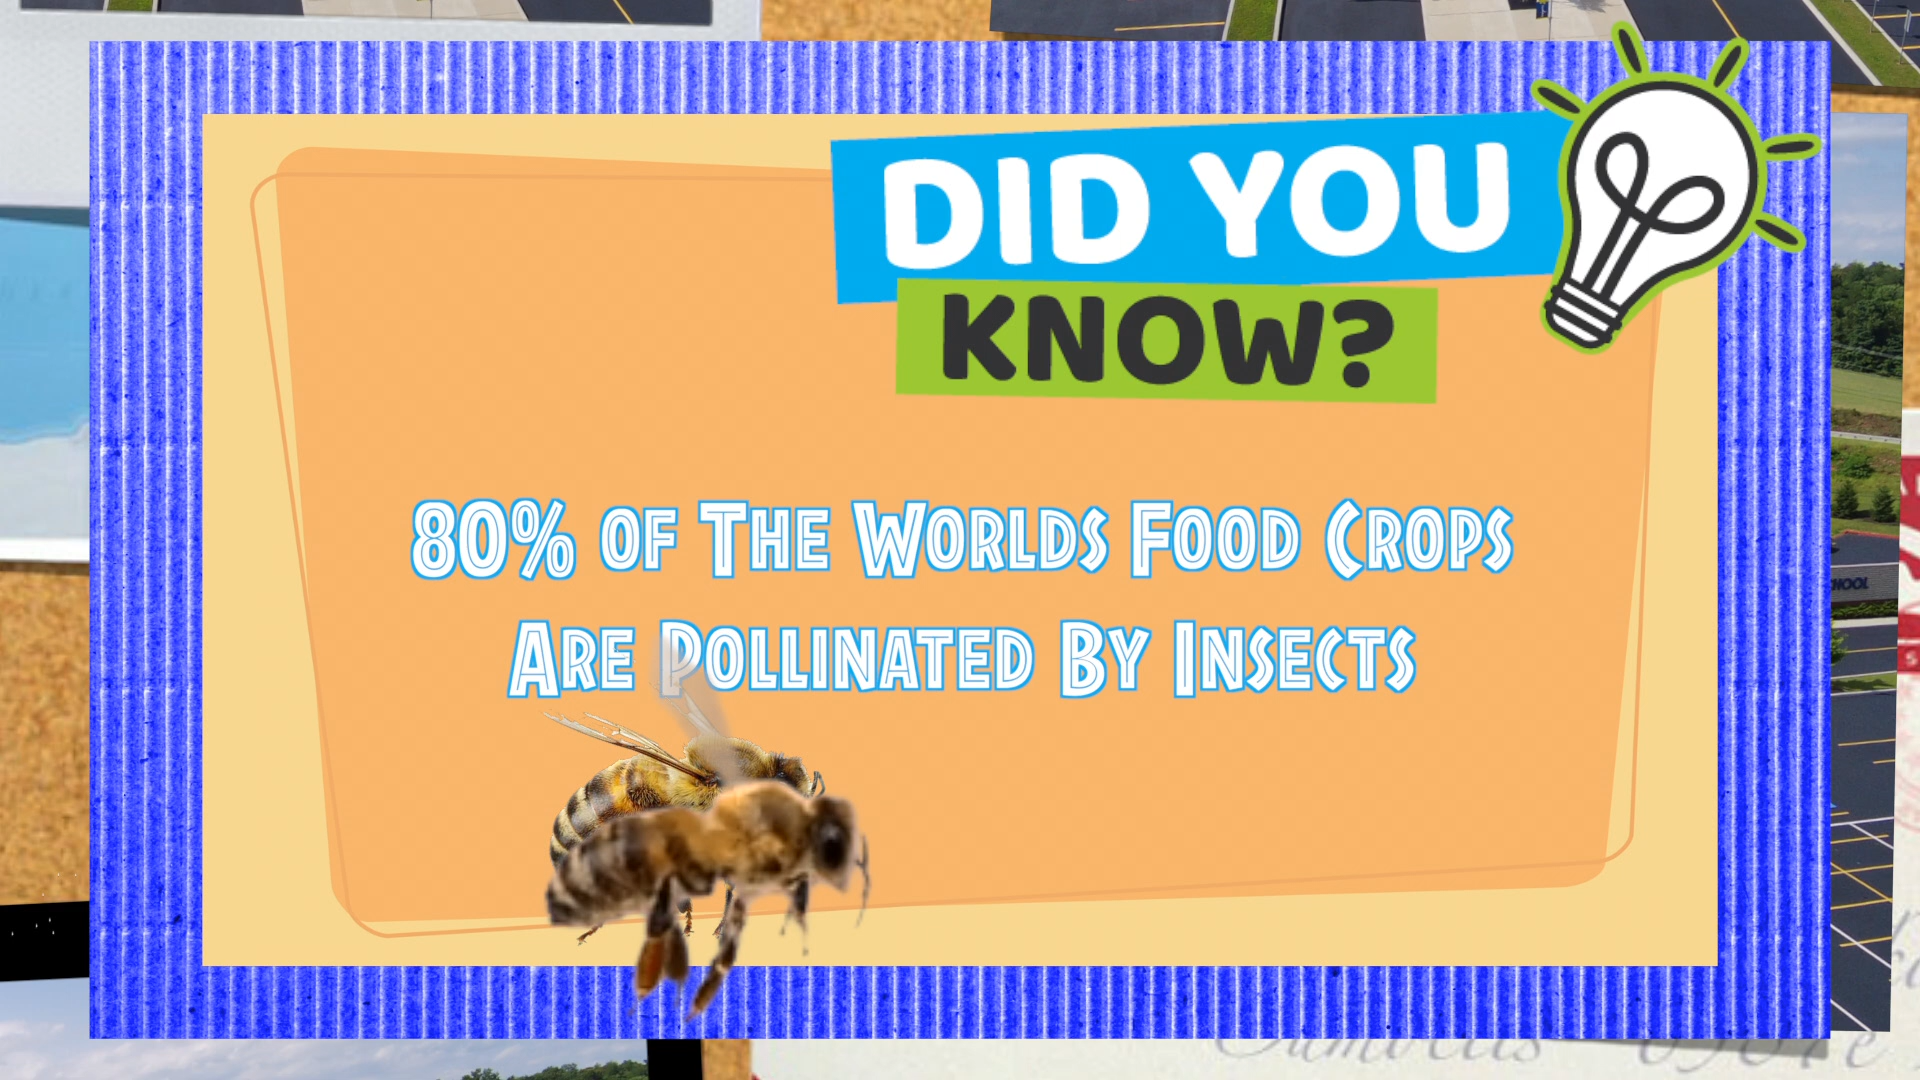 DID YOU
KNOW?
80% OF THE WORLDS FOOD CROPS
ARE POLLINATED BY INSECTS